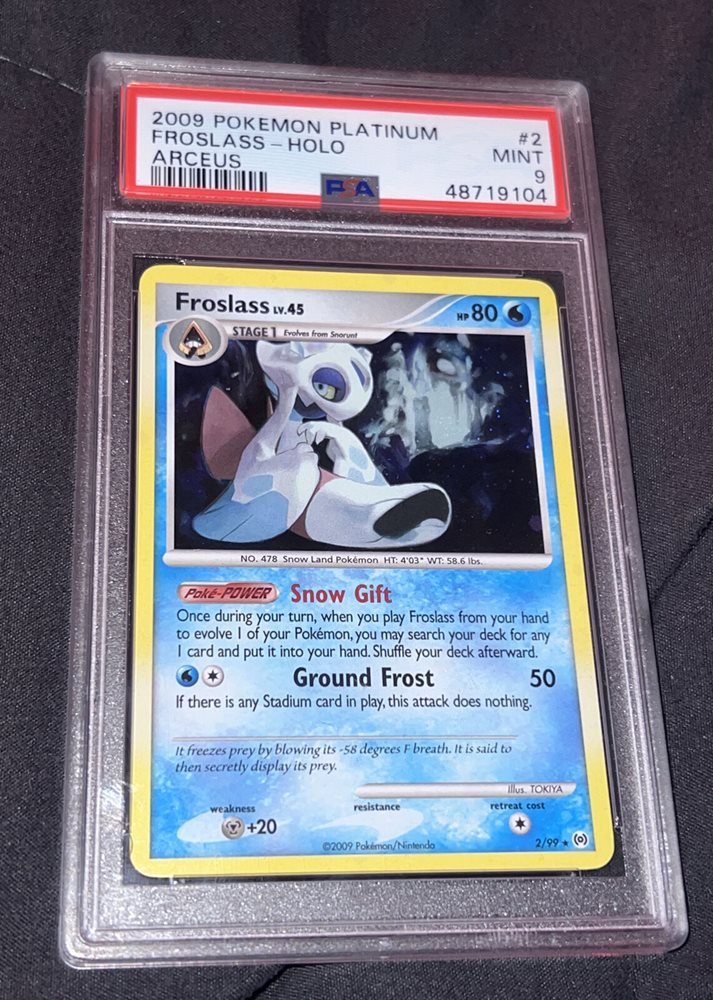 2009 POKEMON PLATINUM #2
FROSLASS - HOLO MINT
ARCEUS 9
PSA 48719104
Froslass LV.45 HP 80
STAGE 1 Evolves from Snorunt
NO. 478 Snow Land Pokémon HT: 4'03" WT: 58.6 lbs.
Poké-POWER Snow Gift
Once during your turn, when you play Froslass from your hand
to evolve 1 of your Pokémon, you may search your deck for any
1 card and put it into your hand. Shuffle your deck afterward.
Ground Frost 50
If there is any Stadium card in play, this attack does nothing.
It freezes prey by blowing its -58 degrees F breath. It is said to
then secretly display its prey.
Illus. TOKIYA
weakness resistance retreat cost
+20
©2009 Pokémon/Nintendo 2/99 ★